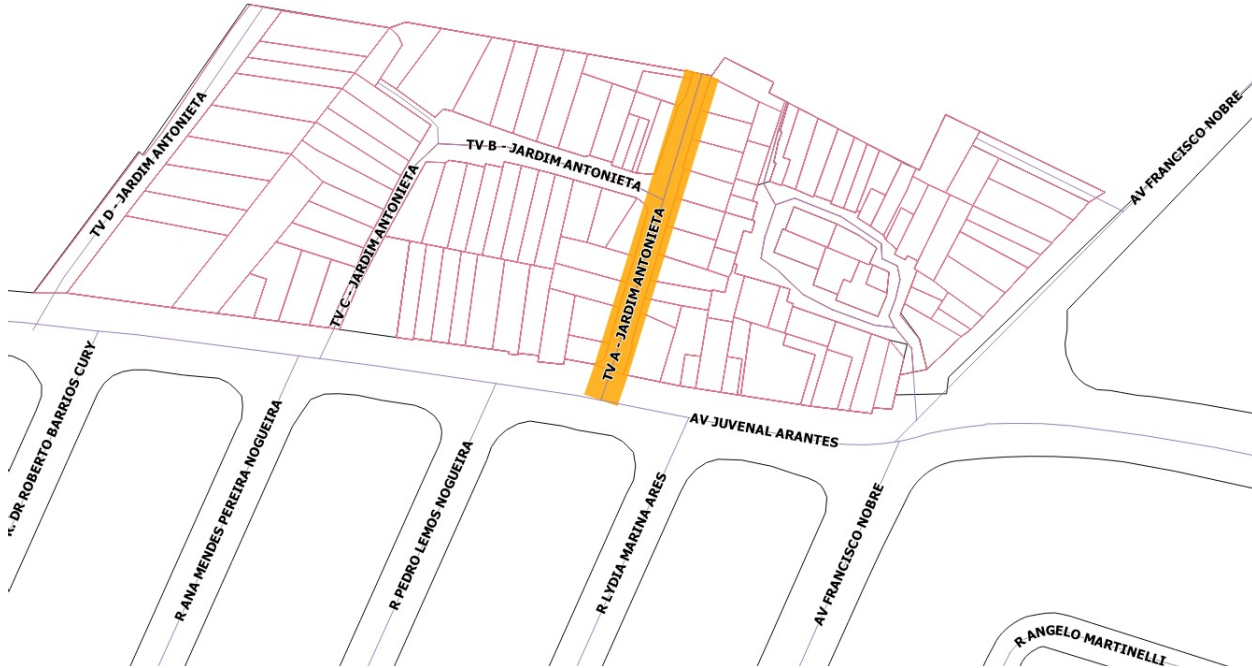 TV D - JARDIM ANTONIETA
TV B - JARDIM ANTONIETA
AV FRANCISCO NOBRE
TV C - JARDIM ANTONIETA
TV A - JARDIM ANTONIETA
AV JUVENAL ARANTES
R. DR ROBERTO BARRIOS CURY
R ANA MENDES PEREIRA NOGUEIRA
R PEDRO LEMOS NOGUEIRA
R LYDIA MARINA ARES
AV FRANCISCO NOBRE
R ANGELO MARTINELLI